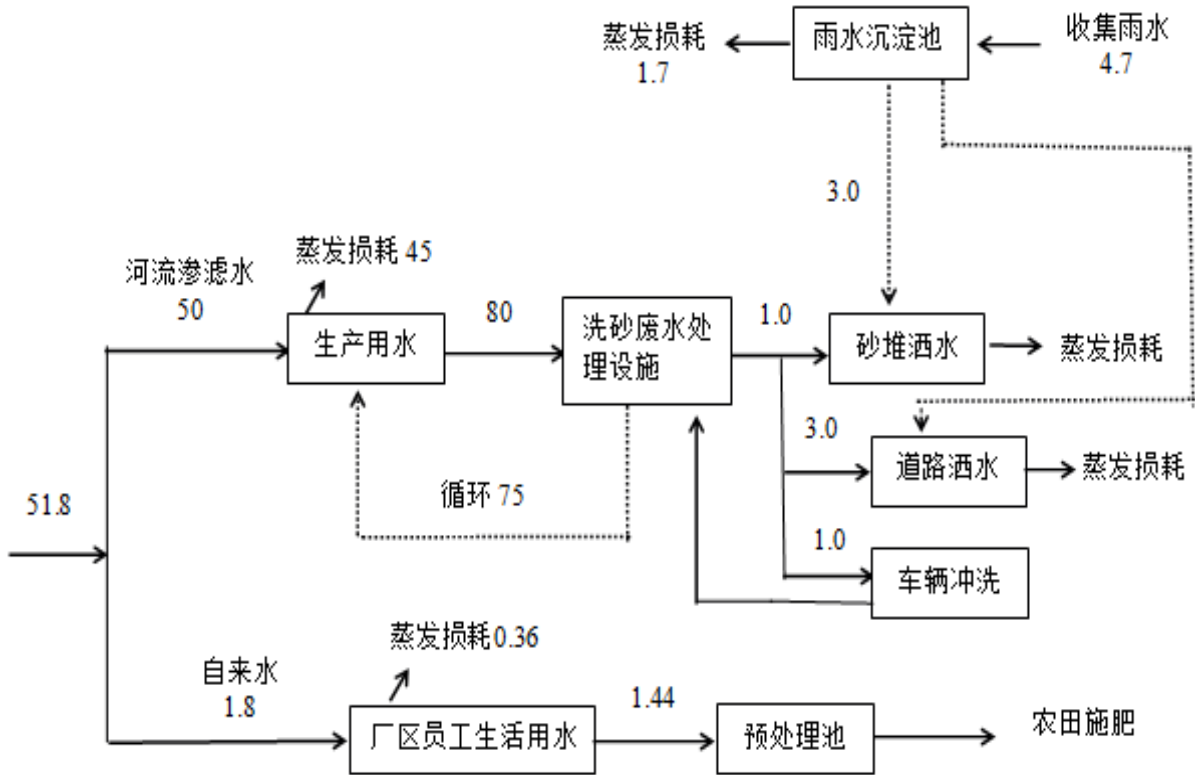 蒸发损耗
1.7
雨水沉淀池
收集雨水
4.7
3.0
河流渗滤水
50
蒸发损耗 45
生产用水
80
洗砂废水处
理设施
1.0
砂堆洒水
蒸发损耗
3.0
道路洒水
蒸发损耗
循环 75
51.8
1.0
车辆冲洗
自来水
1.8
蒸发损耗 0.36
厂区员工生活用水
1.44
预处理池
农田施肥